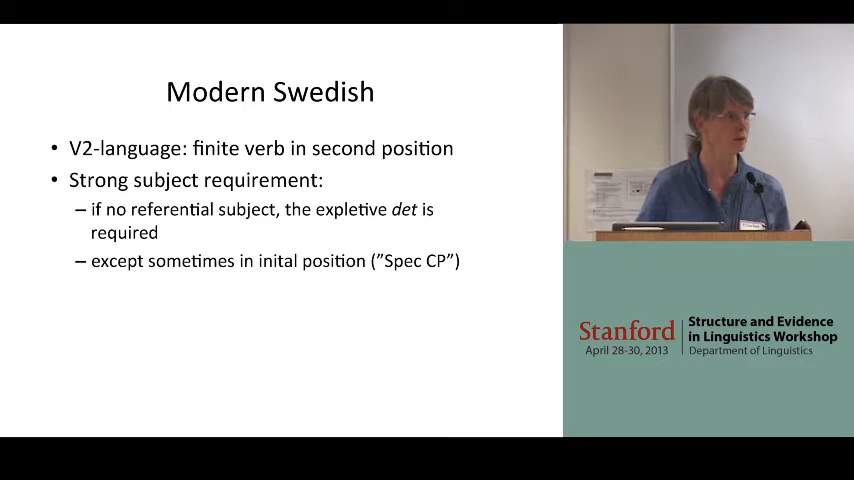 Modern Swedish
• V2-language: finite verb in second position
• Strong subject requirement:
– if no referential subject, the expletive det is
required
– except sometimes in inital position (”Spec CP”)
Stanford
April 28-30, 2013
Structure and Evidence
in Linguistics Workshop
Department of Linguistics